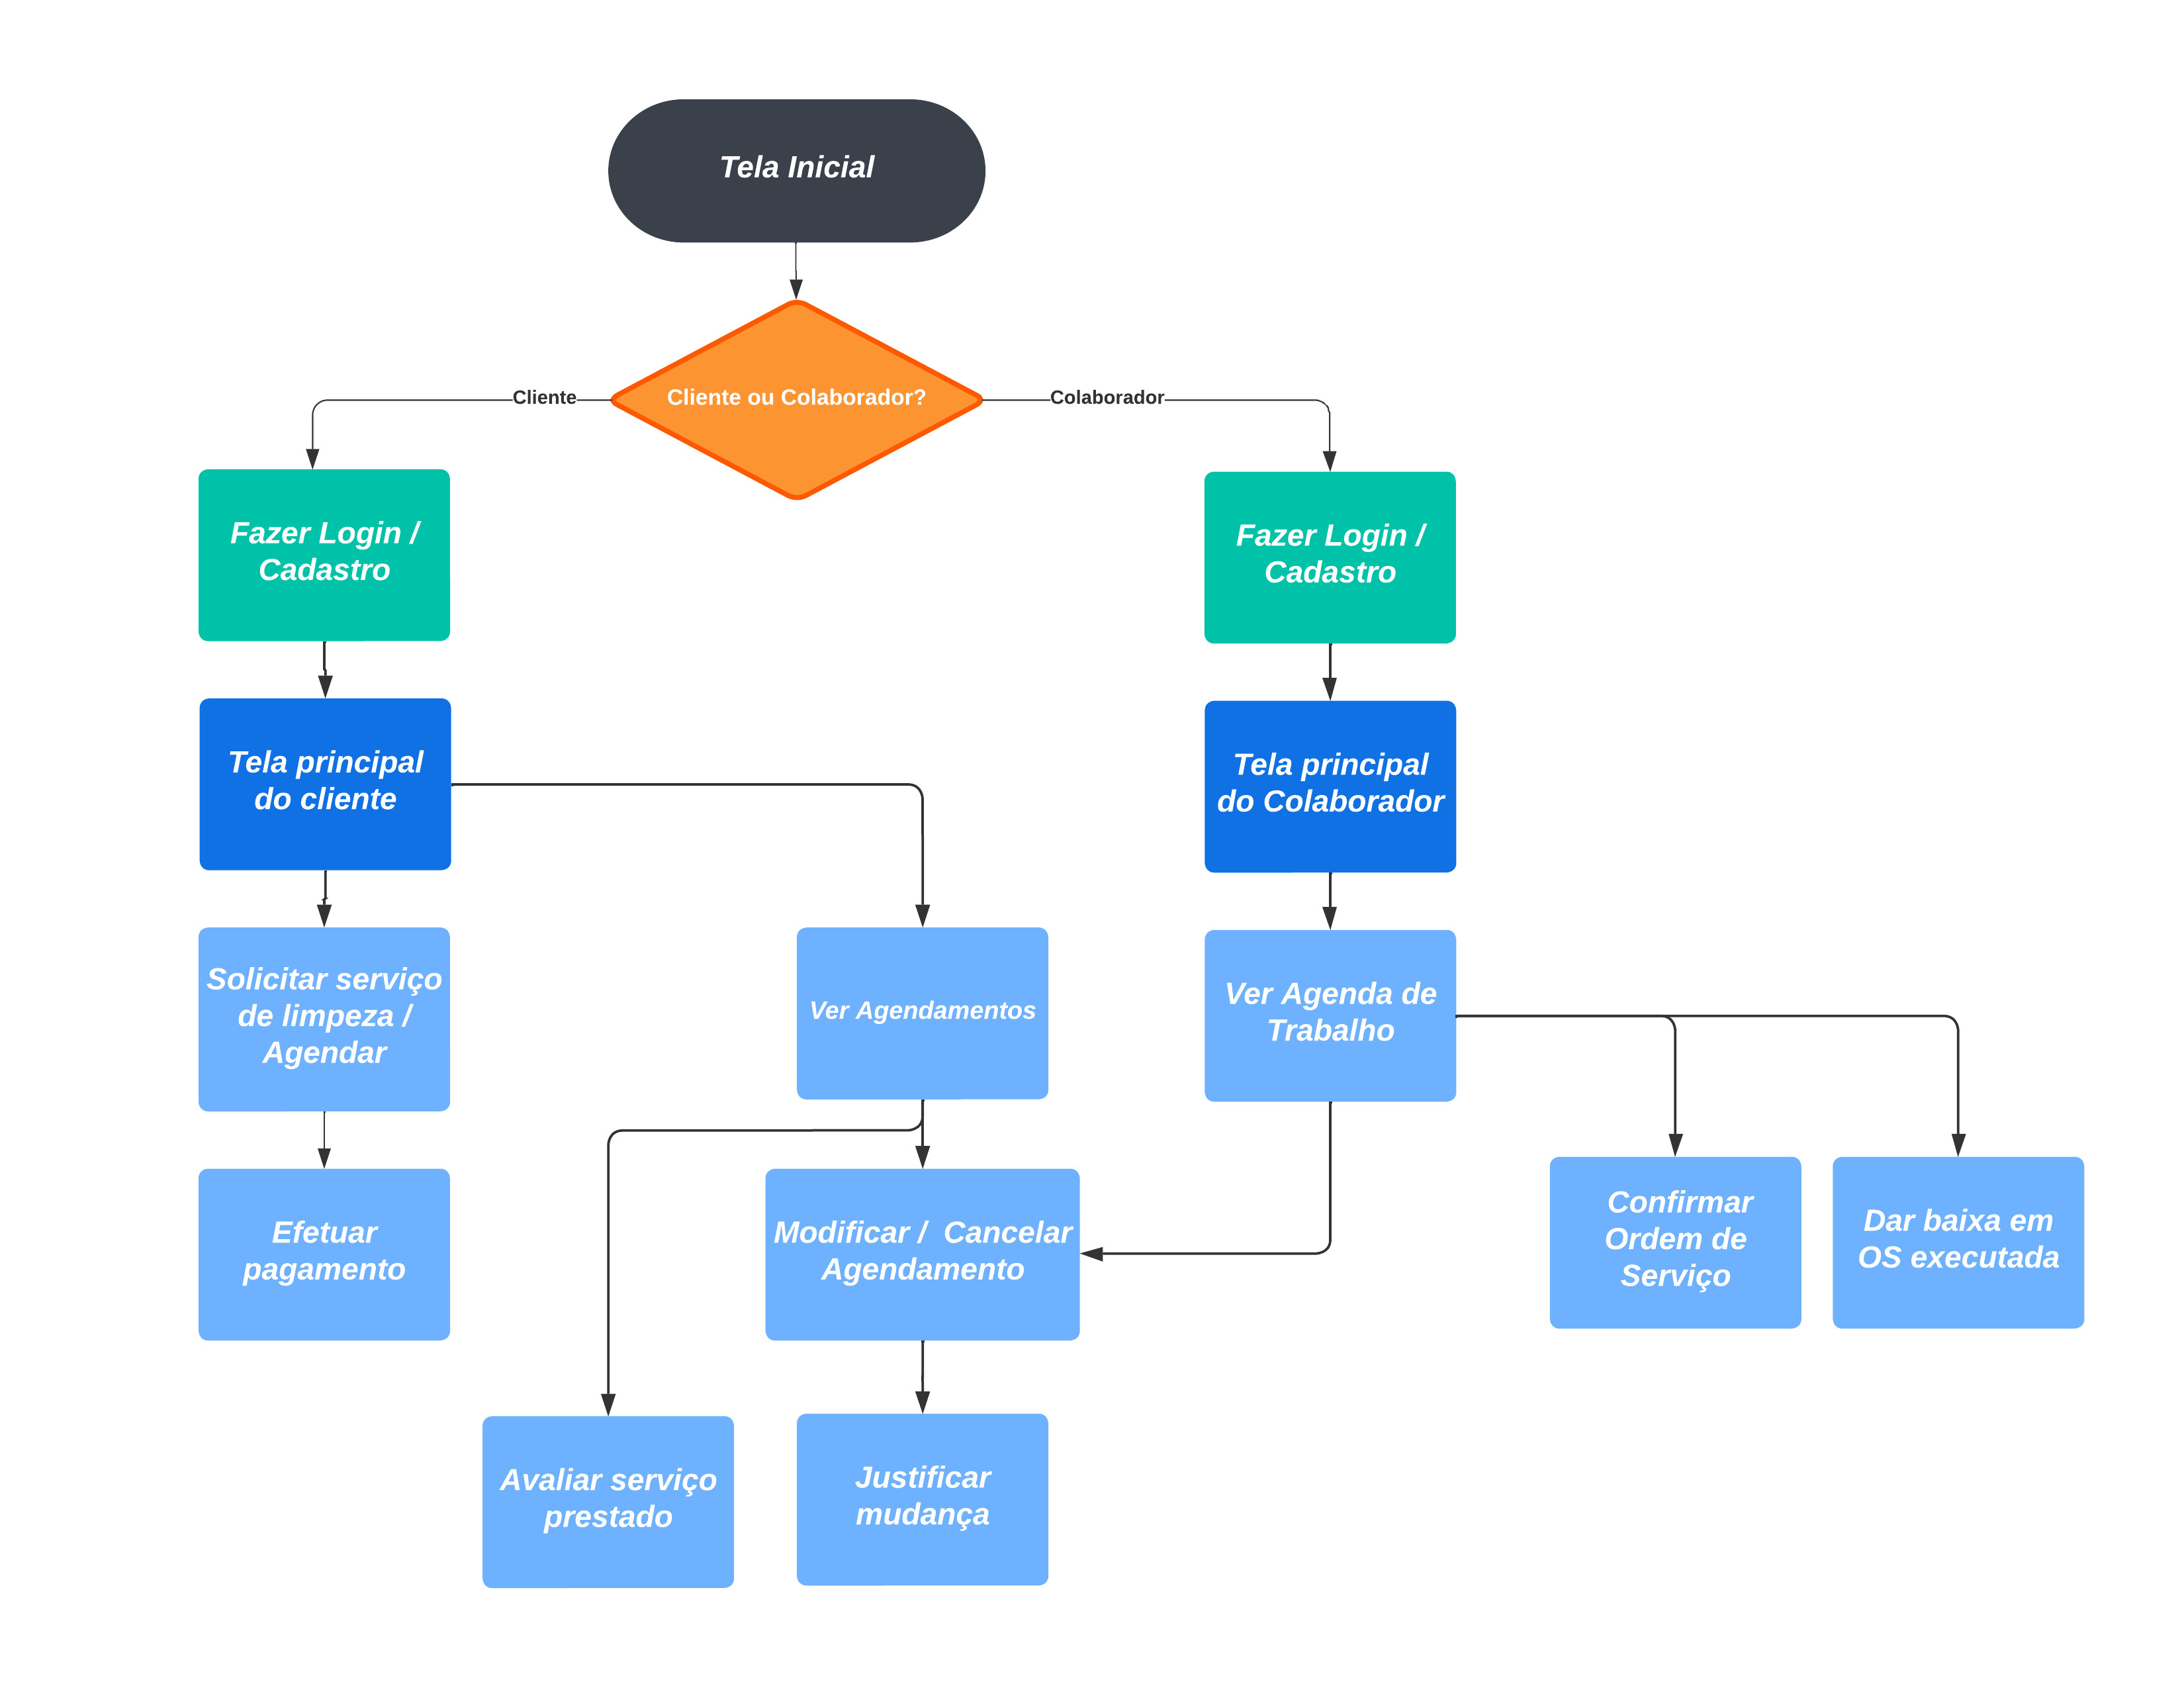 Tela Inicial
Cliente ou Colaborador?
Cliente
Colaborador
Fazer Login /
Cadastro
Fazer Login /
Cadastro
Tela principal
do cliente
Tela principal
do Colaborador
Solicitar serviço
de limpeza /
Agendar
Ver Agendamentos
Ver Agenda de
Trabalho
Efetuar
pagamento
Modificar /  Cancelar
Agendamento
Confirmar
Ordem de
Serviço
Dar baixa em
OS executada
Avaliar serviço
prestado
Justificar
mudança